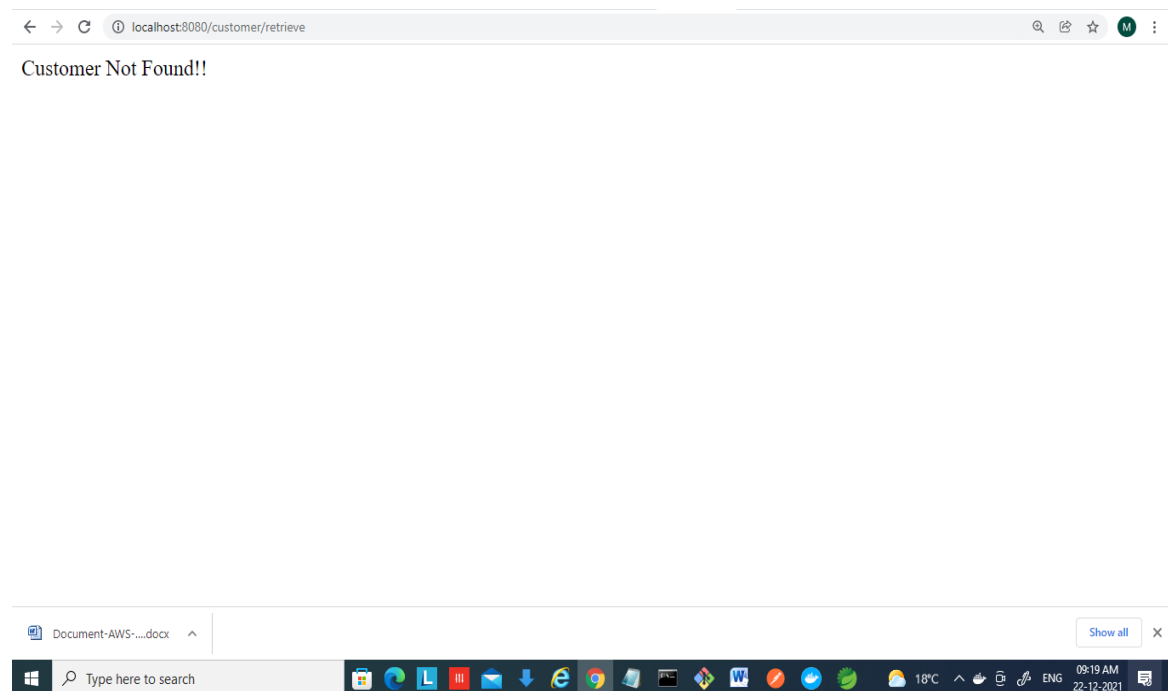 localhost:8080/customer/retrieve
M
Customer Not Found!!
Document-AWS-....docx
Show all
Type here to search
L
W
18°C
ENG
09:19 AM
22-12-2021